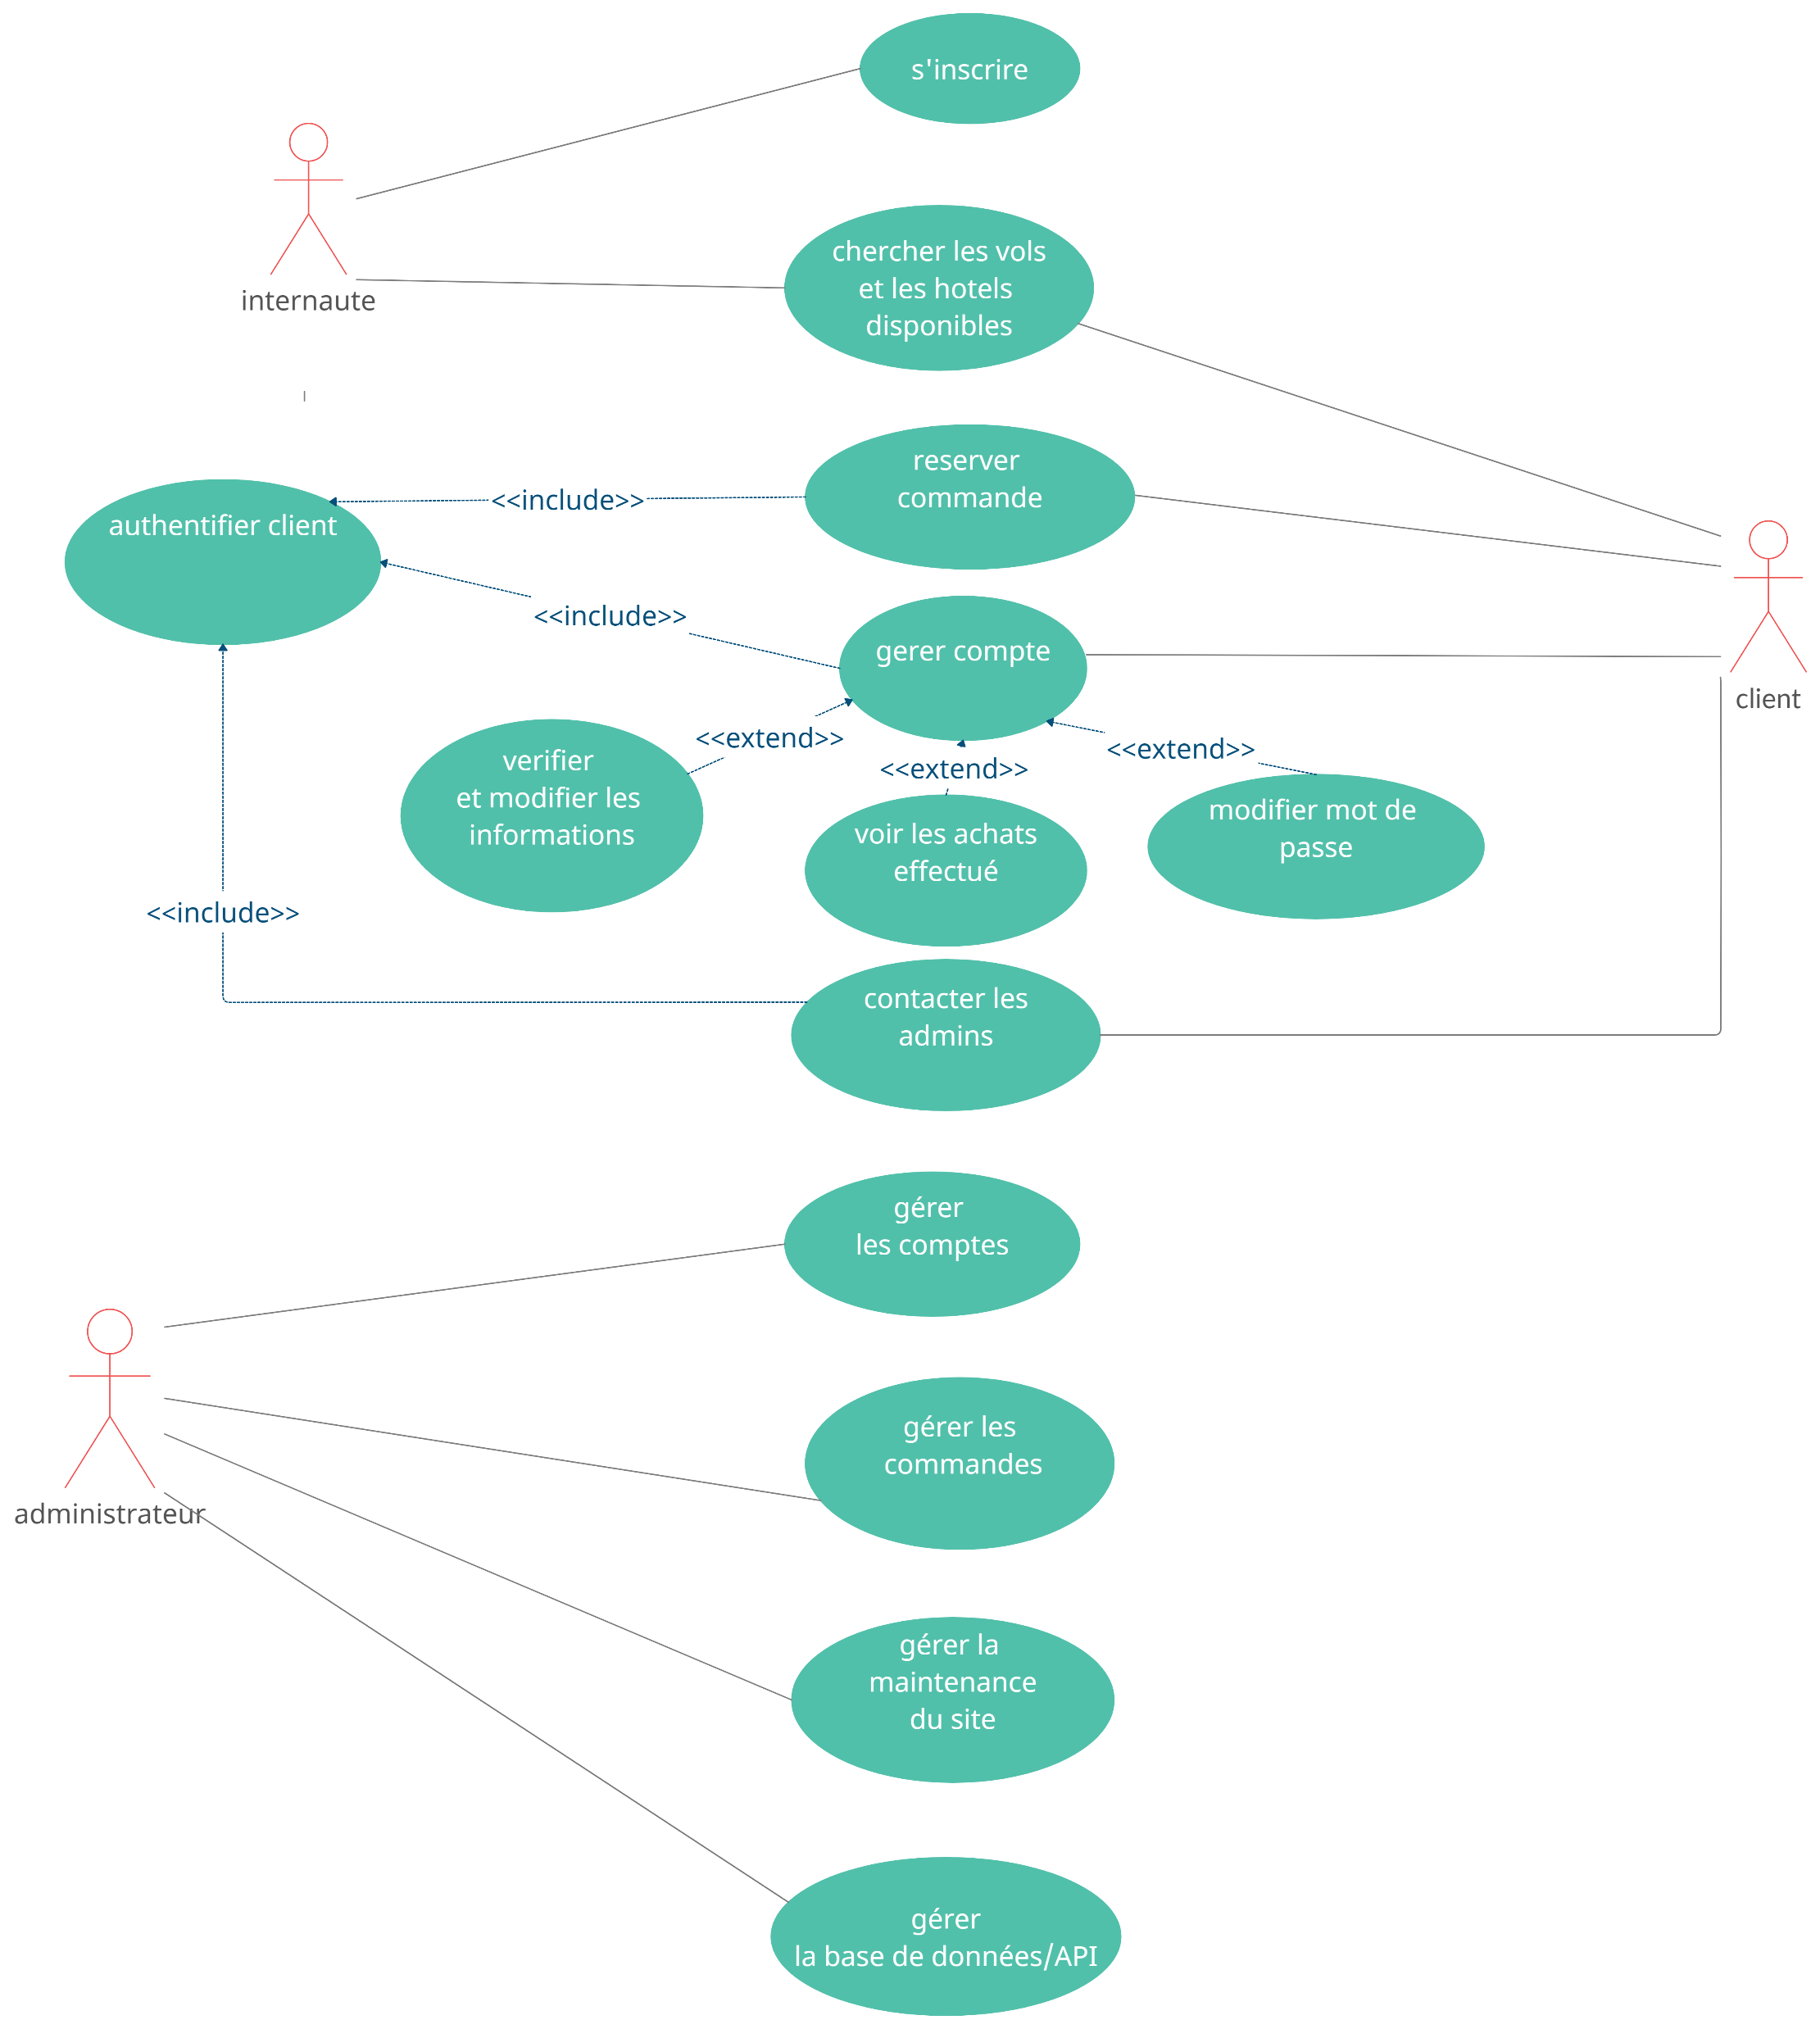 s'inscrire
internaute
chercher les vols
et les hotels
disponibles
reserver
commande
<<include>>
authentifier client
<<include>>
gerer compte
client
<<extend>>
<<extend>>
<<extend>>
verifier
et modifier les
informations
voir les achats
effectué
modifier mot de
passe
<<include>>
contacter les
admins
gérer
les comptes
administrateur
gérer les
commandes
gérer la
maintenance
du site
gérer
la base de données/API